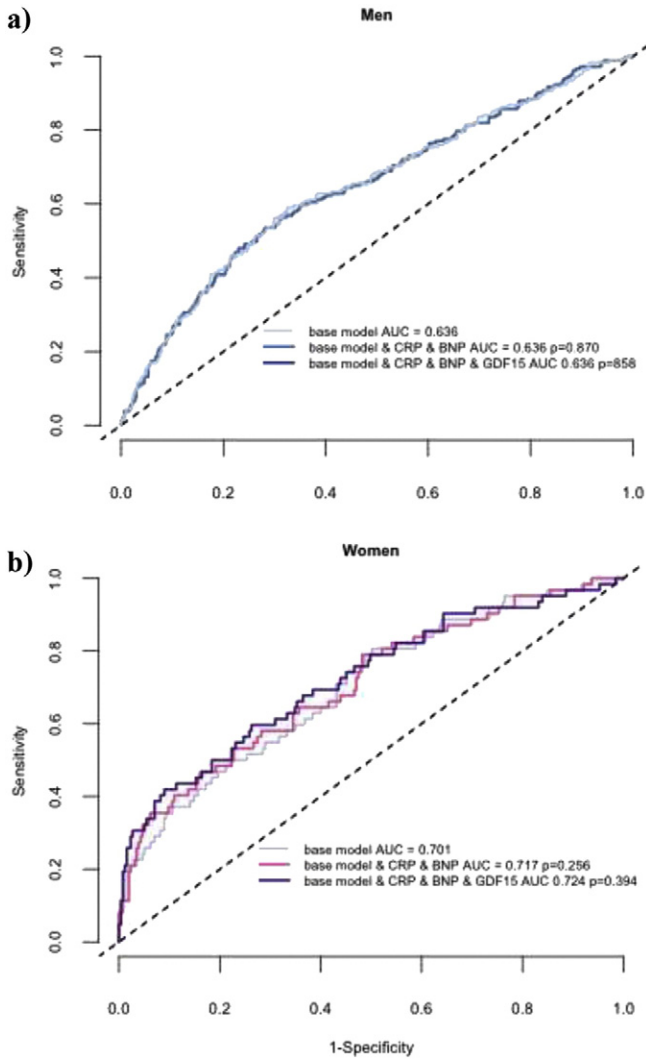 a)
Men
1.0
0.8
0.6
0.4
0.2
0.0
Sensitivity
base model AUC = 0.636
base model & CRP & BNP AUC = 0.636 p=0.870
base model & CRP & BNP & GDF15 AUC 0.636 p=858
0.0 0.2 0.4 0.6 0.8 1.0
b)
Women
1.0
0.8
0.6
0.4
0.2
0.0
Sensitivity
base model AUC = 0.701
base model & CRP & BNP AUC = 0.717 p=0.256
base model & CRP & BNP & GDF15 AUC 0.724 p=0.394
0.0 0.2 0.4 0.6 0.8 1.0
1-Specificity